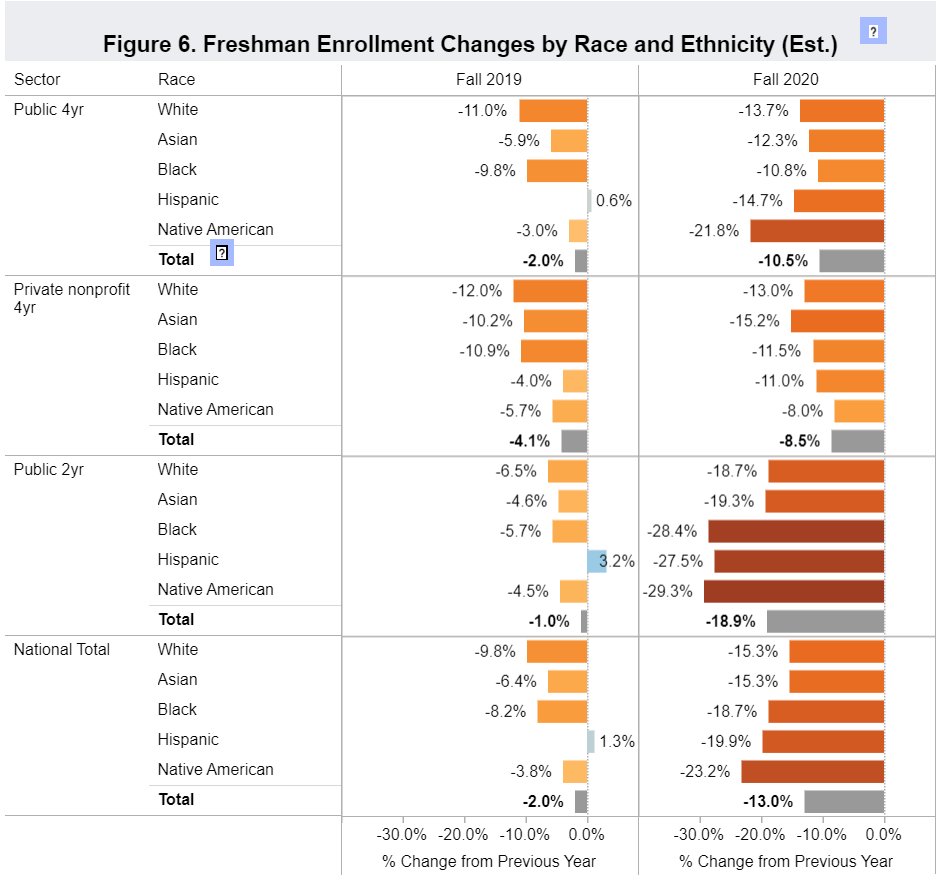 Figure 6. Freshman Enrollment Changes by Race and Ethnicity (Est.) ?
Sector Race Fall 2019 Fall 2020
Public 4yr White -11.0% -13.7%
Asian -5.9% -12.3%
Black -9.8% -10.8%
Hispanic 0.6% -14.7%
Native American -3.0% -21.8%
Total ? -2.0% -10.5%
Private nonprofit 4yr White -12.0% -13.0%
Asian -10.2% -15.2%
Black -10.9% -11.5%
Hispanic -4.0% -11.0%
Native American -5.7% -8.0%
Total -4.1% -8.5%
Public 2yr White -6.5% -18.7%
Asian -4.6% -19.3%
Black -5.7% -28.4%
Hispanic 3.2% -27.5%
Native American -4.5% -29.3%
Total -1.0% -18.9%
National Total White -9.8% -15.3%
Asian -6.4% -15.3%
Black -8.2% -18.7%
Hispanic 1.3% -19.9%
Native American -3.8% -23.2%
Total -2.0% -13.0%
-30.0% -20.0% -10.0% 0.0% -30.0% -20.0% -10.0% 0.0%
% Change from Previous Year % Change from Previous Year